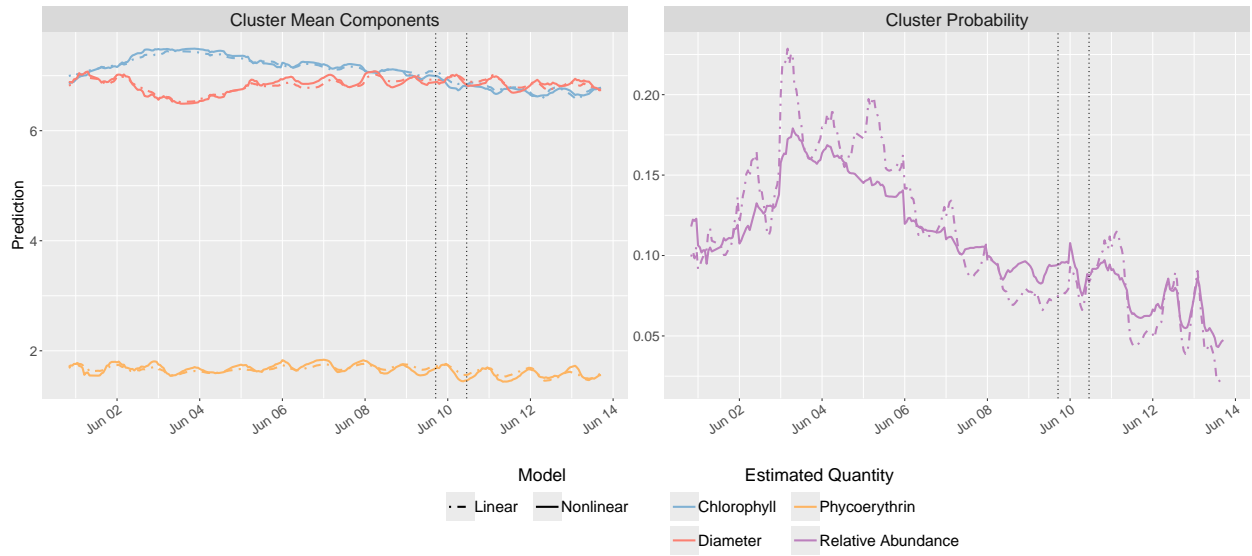 Cluster Mean Components
Cluster Probability
Prediction
6
4
2
Jun 02
Jun 04
Jun 06
Jun 08
Jun 10
Jun 12
Jun 14
0.20
0.15
0.10
0.05
Jun 02
Jun 04
Jun 06
Jun 08
Jun 10
Jun 12
Jun 14
Model
Linear
Nonlinear
Estimated Quantity
Chlorophyll
Phycoerythrin
Diameter
Relative Abundance